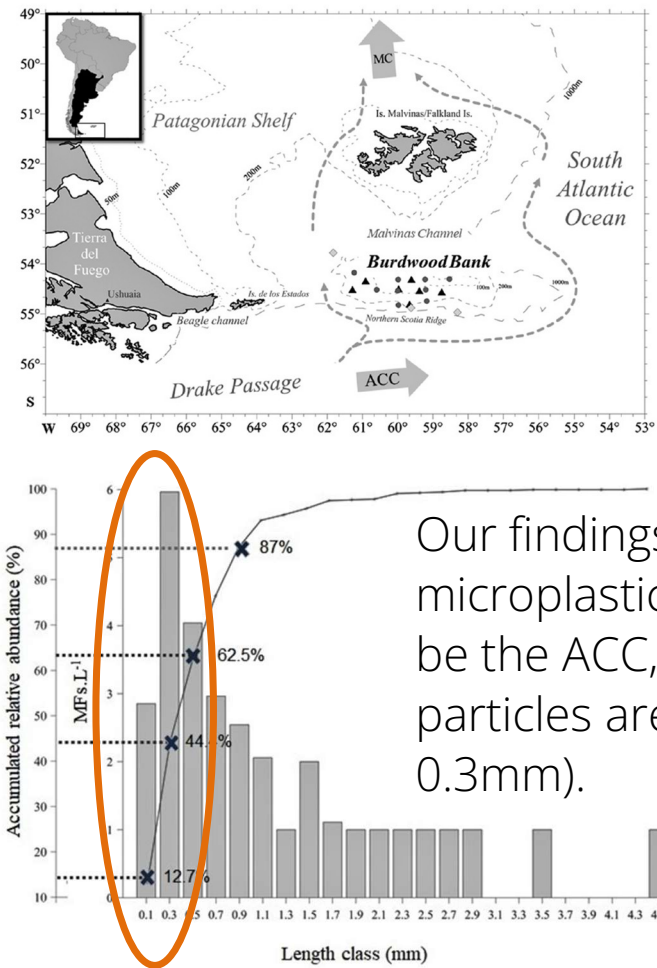 49°
50°
51°
52°
53°
54°
55°
56°
S
W 69° 68° 67° 66° 65° 64° 63° 62° 61° 60° 59° 58° 57° 56° 55° 54° 53°
MC
1000m
Is. Malvinas/Falkland Is.
Patagonian Shelf
South
Atlantic
Ocean
50m
100m
200m
Malvinas Channel
Tierra
del
Fuego
Burdwood Bank
100m 200m 1000m
Ushuaia
Is. de los Estados
Beagle channel
Northern Scotia Ridge
Drake Passage
ACC
Accumulated relative abundance (%)
100
90
80
70
60
50
40
30
20
10
MFs.L⁻¹
6
4
3
2
1
0
87%
62.5%
12.7%
0.1 0.3 0.5 0.7 0.9 1.1 1.3 1.5 1.7 1.9 2.1 2.3 2.5 2.7 2.9 3.1 3.3 3.5 3.7 3.9 4.1 4.3
Length class (mm)
Our findings
microplastic
be the ACC,
particles are
0.3mm).